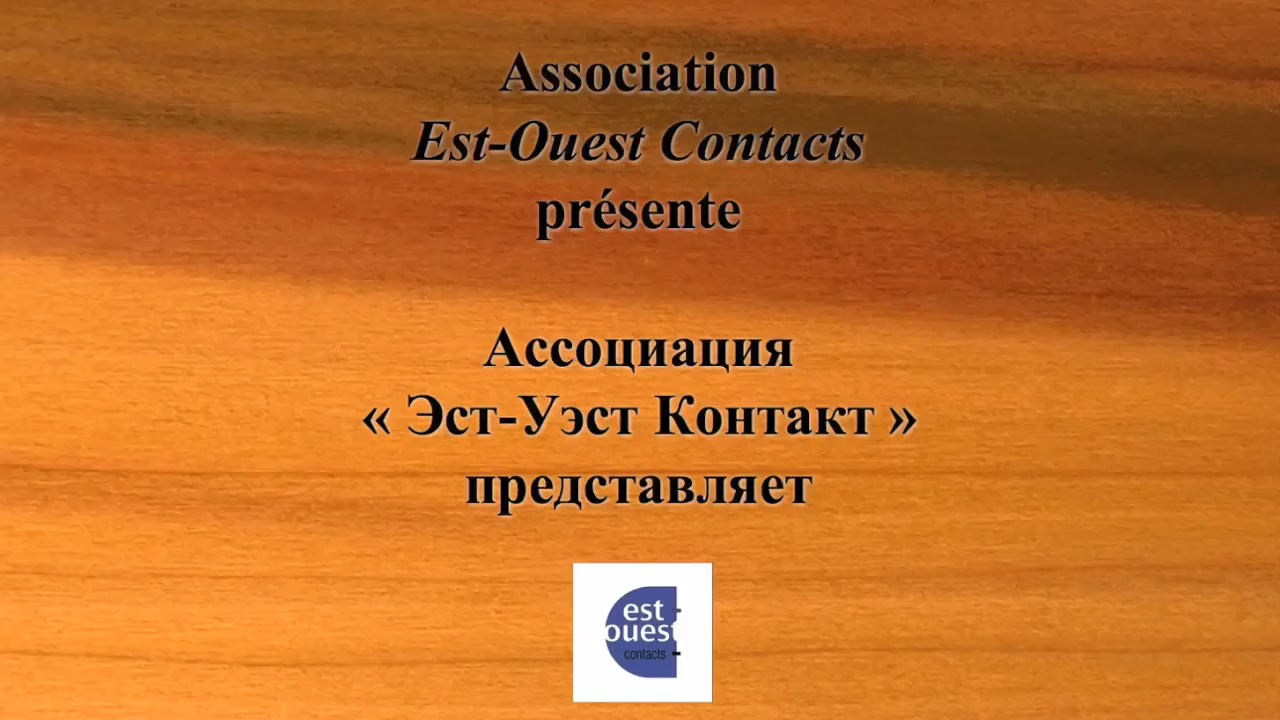 Association
Est-Ouest Contacts
présente
Ассоциация
« Эст-Уэст Контакт »
представляет
est
ouest
contacts